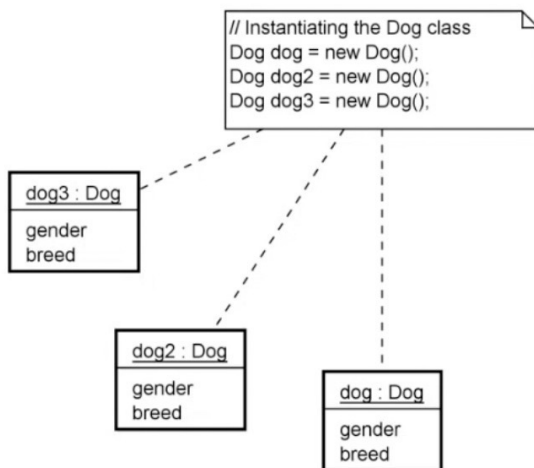 // Instantiating the Dog class
Dog dog = new Dog();
Dog dog2 = new Dog();
Dog dog3 = new Dog();
dog3 : Dog
gender
breed
dog2 : Dog
gender
breed
dog : Dog
gender
breed